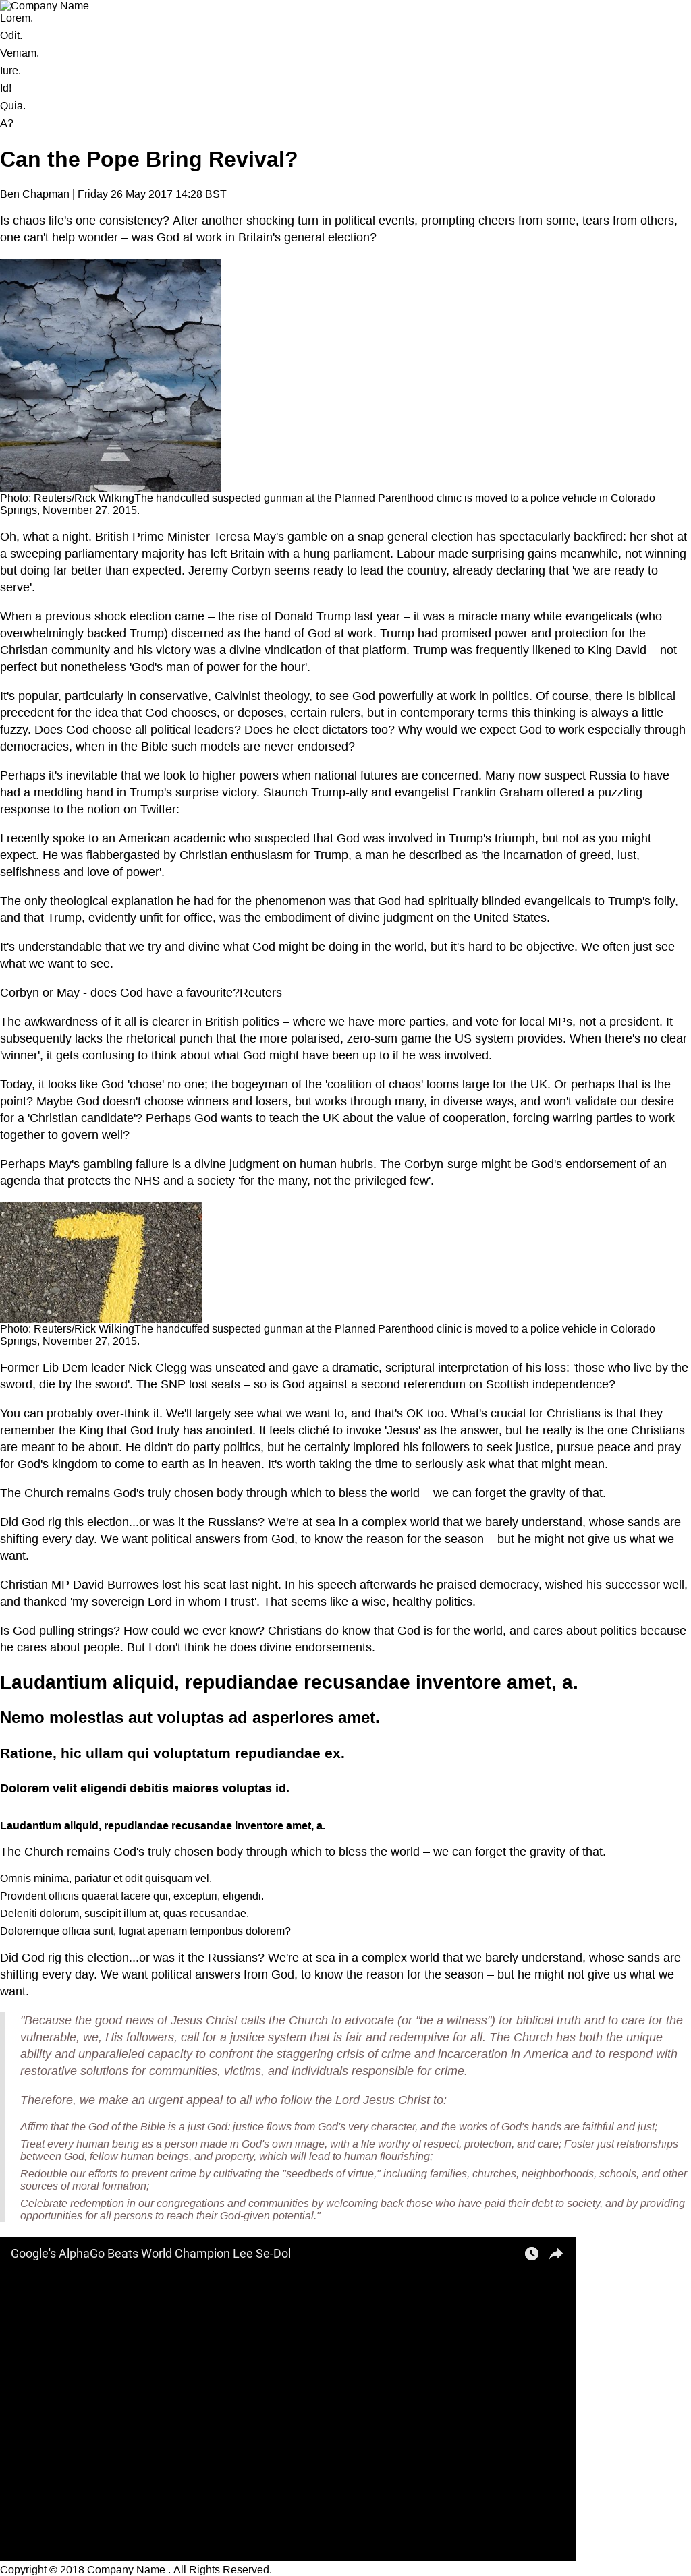 Company Name
Lorem.
Odit.
Veniam.
Iure.
Id!
Quia.
A?
Can the Pope Bring Revival?
Ben Chapman | Friday 26 May 2017 14:28 BST
Is chaos life's one consistency? After another shocking turn in political events, prompting cheers from some, tears from others,
one can't help wonder – was God at work in Britain's general election?
Photo: Reuters/Rick WilkingThe handcuffed suspected gunman at the Planned Parenthood clinic is moved to a police vehicle in Colorado
Springs, November 27, 2015.
Oh, what a night. British Prime Minister Teresa May's gamble on a snap general election has spectacularly backfired: her shot at
a sweeping parliamentary majority has left Britain with a hung parliament. Labour made surprising gains meanwhile, not winning
but doing far better than expected. Jeremy Corbyn seems ready to lead the country, already declaring that 'we are ready to
serve'.
When a previous shock election came – the rise of Donald Trump last year – it was a miracle many white evangelicals (who
overwhelmingly backed Trump) discerned as the hand of God at work. Trump had promised power and protection for the
Christian community and his victory was a divine vindication of that platform. Trump was frequently likened to King David – not
perfect but nonetheless 'God's man of power for the hour'.
It's popular, particularly in conservative, Calvinist theology, to see God powerfully at work in politics. Of course, there is biblical
precedent for the idea that God chooses, or deposes, certain rulers, but in contemporary terms this thinking is always a little
fuzzy. Does God choose all political leaders? Does he elect dictators too? Why would we expect God to work especially through
democracies, when in the Bible such models are never endorsed?
Perhaps it's inevitable that we look to higher powers when national futures are concerned. Many now suspect Russia to have
had a meddling hand in Trump's surprise victory. Staunch Trump-ally and evangelist Franklin Graham offered a puzzling
response to the notion on Twitter:
I recently spoke to an American academic who suspected that God was involved in Trump's triumph, but not as you might
expect. He was flabbergasted by Christian enthusiasm for Trump, a man he described as 'the incarnation of greed, lust,
selfishness and love of power'.
The only theological explanation he had for the phenomenon was that God had spiritually blinded evangelicals to Trump's folly,
and that Trump, evidently unfit for office, was the embodiment of divine judgment on the United States.
It's understandable that we try and divine what God might be doing in the world, but it's hard to be objective. We often just see
what we want to see.
Corbyn or May - does God have a favourite?Reuters
The awkwardness of it all is clearer in British politics – where we have more parties, and vote for local MPs, not a president. It
subsequently lacks the rhetorical punch that the more polarised, zero-sum game the US system provides. When there's no clear
'winner', it gets confusing to think about what God might have been up to if he was involved.
Today, it looks like God 'chose' no one; the bogeyman of the 'coalition of chaos' looms large for the UK. Or perhaps that is the
point? Maybe God doesn't choose winners and losers, but works through many, in diverse ways, and won't validate our desire
for a 'Christian candidate'? Perhaps God wants to teach the UK about the value of cooperation, forcing warring parties to work
together to govern well?
Perhaps May's gambling failure is a divine judgment on human hubris. The Corbyn-surge might be God's endorsement of an
agenda that protects the NHS and a society 'for the many, not the privileged few'.
Photo: Reuters/Rick WilkingThe handcuffed suspected gunman at the Planned Parenthood clinic is moved to a police vehicle in Colorado
Springs, November 27, 2015.
Former Lib Dem leader Nick Clegg was unseated and gave a dramatic, scriptural interpretation of his loss: 'those who live by the
sword, die by the sword'. The SNP lost seats – so is God against a second referendum on Scottish independence?
You can probably over-think it. We'll largely see what we want to, and that's OK too. What's crucial for Christians is that they
remember the King that God truly has anointed. It feels cliché to invoke 'Jesus' as the answer, but he really is the one Christians
are meant to be about. He didn't do party politics, but he certainly implored his followers to seek justice, pursue peace and pray
for God's kingdom to come to earth as in heaven. It's worth taking the time to seriously ask what that might mean.
The Church remains God's truly chosen body through which to bless the world – we can forget the gravity of that.
Did God rig this election...or was it the Russians? We're at sea in a complex world that we barely understand, whose sands are
shifting every day. We want political answers from God, to know the reason for the season – but he might not give us what we
want.
Christian MP David Burrowes lost his seat last night. In his speech afterwards he praised democracy, wished his successor well,
and thanked 'my sovereign Lord in whom I trust'. That seems like a wise, healthy politics.
Is God pulling strings? How could we ever know? Christians do know that God is for the world, and cares about politics because
he cares about people. But I don't think he does divine endorsements.
Laudantium aliquid, repudiandae recusandae inventore amet, a.
Nemo molestias aut voluptas ad asperiores amet.
Ratione, hic ullam qui voluptatum repudiandae ex.
Dolorem velit eligendi debitis maiores voluptas id.
Laudantium aliquid, repudiandae recusandae inventore amet, a.
The Church remains God's truly chosen body through which to bless the world – we can forget the gravity of that.
Omnis minima, pariatur et odit quisquam vel.
Provident officiis quaerat facere qui, excepturi, eligendi.
Deleniti dolorum, suscipit illum at, quas recusandae.
Doloremque officia sunt, fugiat aperiam temporibus dolorem?
Did God rig this election...or was it the Russians? We're at sea in a complex world that we barely understand, whose sands are
shifting every day. We want political answers from God, to know the reason for the season – but he might not give us what we
want.
"Because the good news of Jesus Christ calls the Church to advocate (or "be a witness") for biblical truth and to care for the
vulnerable, we, His followers, call for a justice system that is fair and redemptive for all. The Church has both the unique
ability and unparalleled capacity to confront the staggering crisis of crime and incarceration in America and to respond with
restorative solutions for communities, victims, and individuals responsible for crime.
Therefore, we make an urgent appeal to all who follow the Lord Jesus Christ to:
Affirm that the God of the Bible is a just God: justice flows from God's very character, and the works of God's hands are faithful and just;
Treat every human being as a person made in God's own image, with a life worthy of respect, protection, and care; Foster just relationships
between God, fellow human beings, and property, which will lead to human flourishing;
Redouble our efforts to prevent crime by cultivating the "seedbeds of virtue," including families, churches, neighborhoods, schools, and other
sources of moral formation;
Celebrate redemption in our congregations and communities by welcoming back those who have paid their debt to society, and by providing
opportunities for all persons to reach their God-given potential."
Google's AlphaGo Beats World Champion Lee Se-Dol
Copyright © 2018 Company Name . All Rights Reserved.